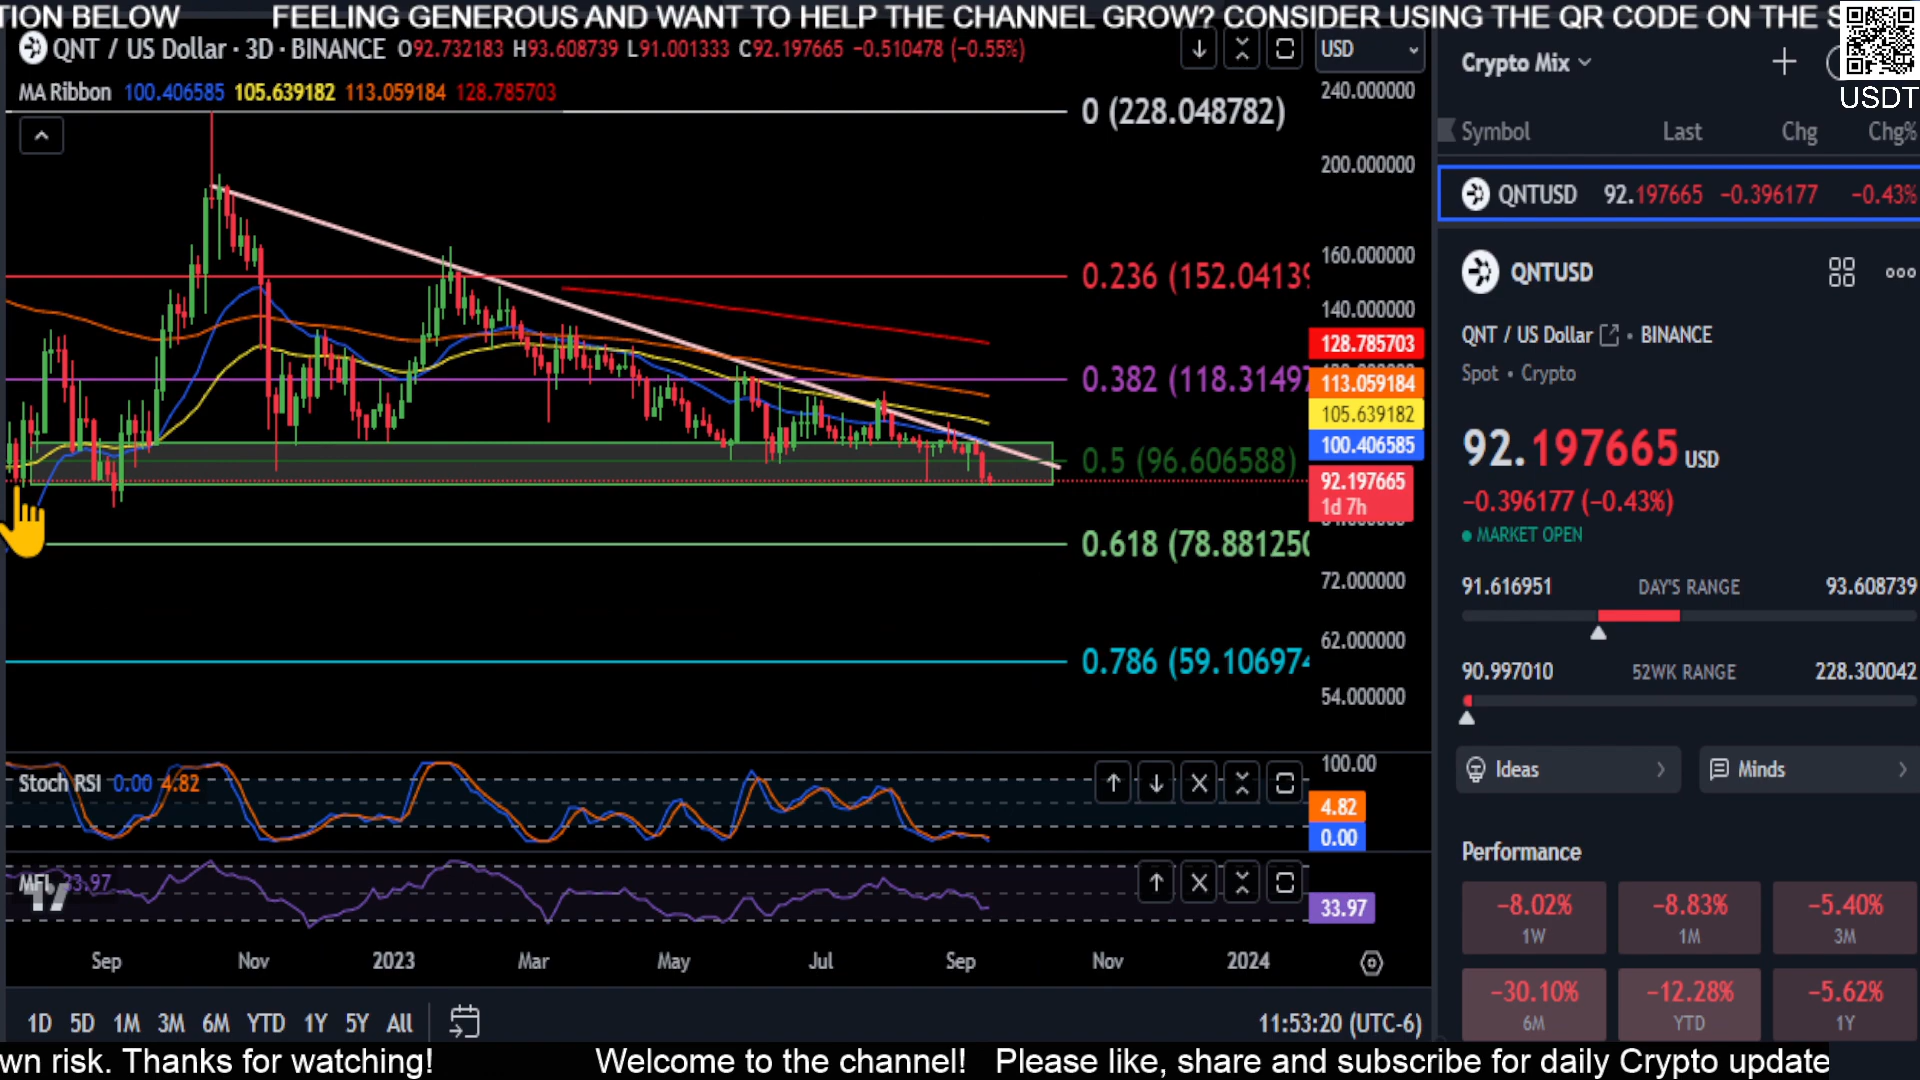 TION BELOW FEELING GENEROUS AND WANT TO HELP THE CHANNEL GROW? CONSIDER USING THE QR CODE ON THE S
QNT / US Dollar · 3D · BINANCE O92.732183 H93.608739 L91.001333 C92.197665 −0.510478 (−0.55%)
USD
MA Ribbon 100.406585 105.639182 113.059184 128.785703
0 (228.048782)
0.236 (152.04139
0.382 (118.31497
0.5 (96.606588)
0.618 (78.881250
0.786 (59.106974
240.000000
200.000000
160.000000
140.000000
128.785703
113.059184
105.639182
100.406585
92.197665
1d 7h
72.000000
62.000000
54.000000
Stoch RSI 0.00 4.82
100.00
4.82
0.00
MFI 33.97
33.97
Sep Nov 2023 Mar May Jul Sep Nov 2024
1D 5D 1M 3M 6M YTD 1Y 5Y All
11:53:20 (UTC-6)
Crypto Mix
USDT
Symbol Last Chg Chg%
QNTUSD 92.197665 −0.396177 −0.43%
QNTUSD
QNT / US Dollar · BINANCE
Spot • Crypto
92.197665 USD
−0.396177 (−0.43%)
MARKET OPEN
91.616951 DAY'S RANGE 93.608739
90.997010 52WK RANGE 228.300042
Ideas
Minds
Performance
−8.02% −8.83% −5.40%
1W 1M 3M
−30.10% −12.28% −5.62%
6M YTD 1Y
wn risk. Thanks for watching! Welcome to the channel! Please like, share and subscribe for daily Crypto update